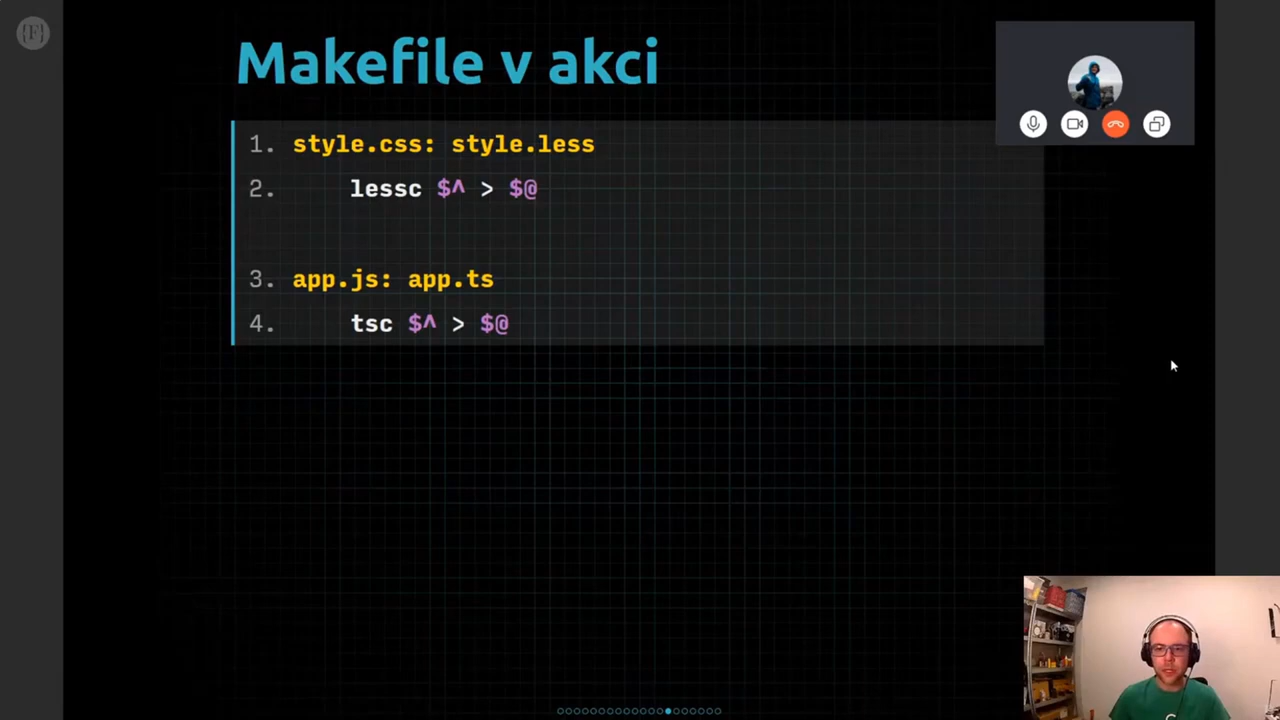 {F}
Makefile v akci
1. style.css: style.less
2. lessc $^ > $@
3. app.js: app.ts
4. tsc $^ > $@